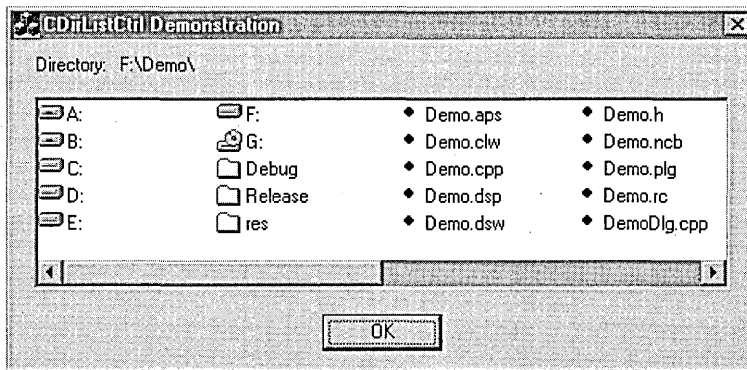 CDirListCtrl Demonstration
Directory: F:\Demo\
A:
B:
C:
D:
E:
F:
G:
Debug
Release
res
Demo.aps
Demo.clw
Demo.cpp
Demo.dsp
Demo.dsw
Demo.h
Demo.ncb
Demo.plg
Demo.rc
DemoDlg.cpp
OK